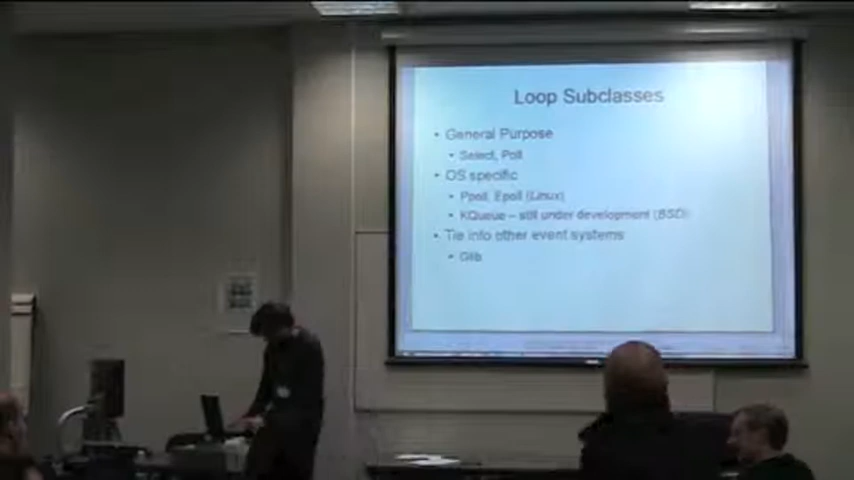 Loop Subclasses
• General Purpose
• Select, Poll
• OS specific
• Ppoll, Epoll (Linux)
• KQueue – still under development (BSD)
• Tie into other event systems
• Glib